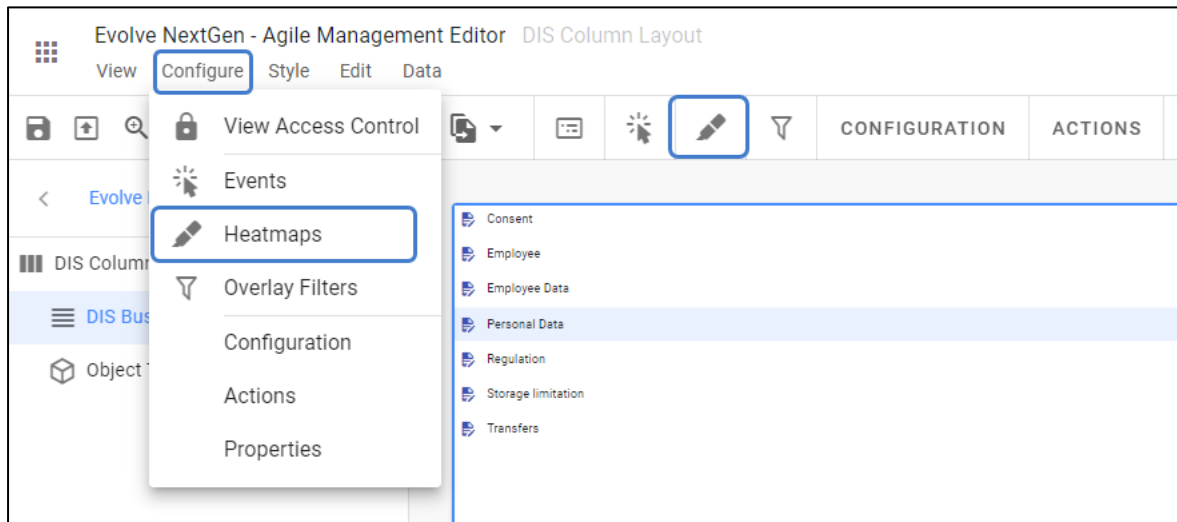 Evolve NextGen - Agile Management Editor DIS Column Layout
View Configure Style Edit Data
View Access Control
Events
Heatmaps
Overlay Filters
Configuration
Actions
Properties
CONFIGURATION ACTIONS
Evolve
DIS Colum
DIS Bus
Object
Consent
Employee
Employee Data
Personal Data
Regulation
Storage limitation
Transfers